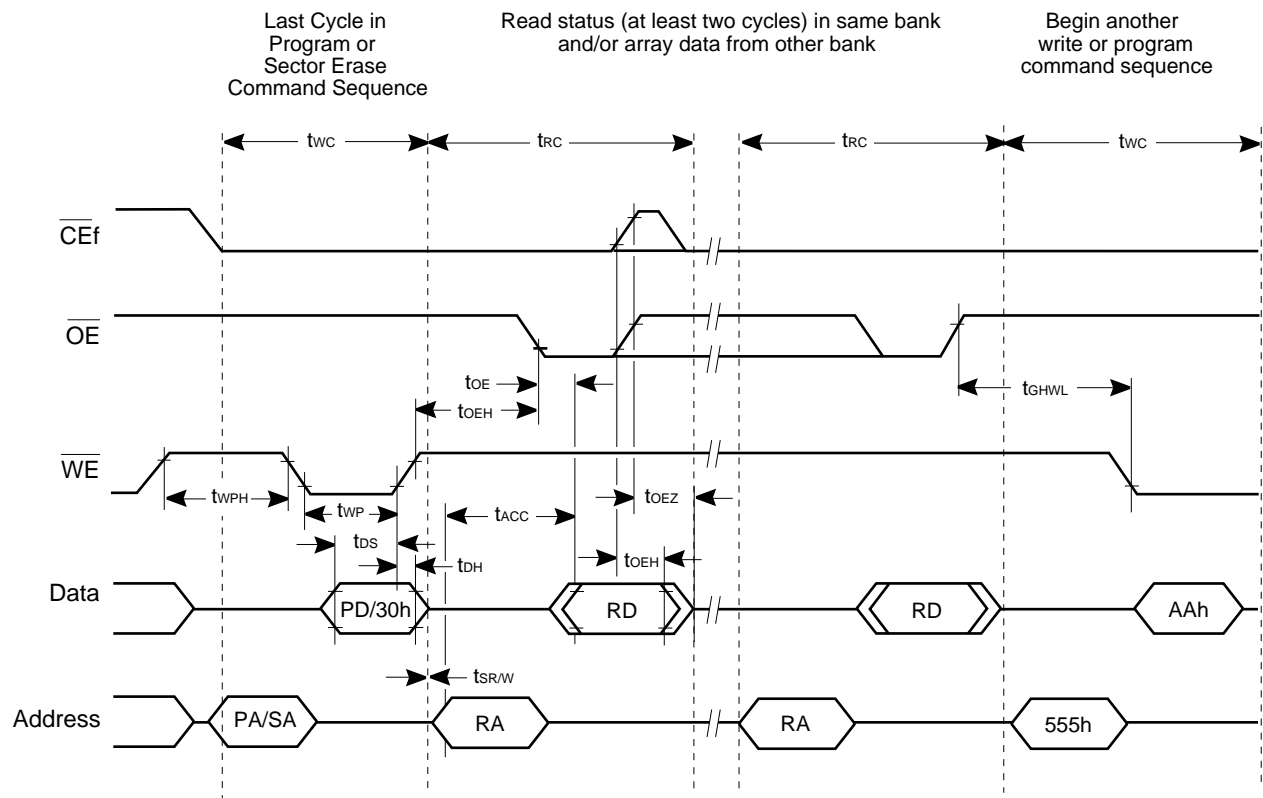 Last Cycle in
Program or
Sector Erase
Command Sequence
Read status (at least two cycles) in same bank
and/or array data from other bank
Begin another
write or program
command sequence
tWC
tRC
tRC
tWC
CEf
OE
tOE
tOEH
tGHWL
WE
tWPH
tWP
tACC
tOEZ
tDS
tDH
tOEH
Data
PD/30h
RD
RD
AAh
tSR/W
Address
PA/SA
RA
RA
555h